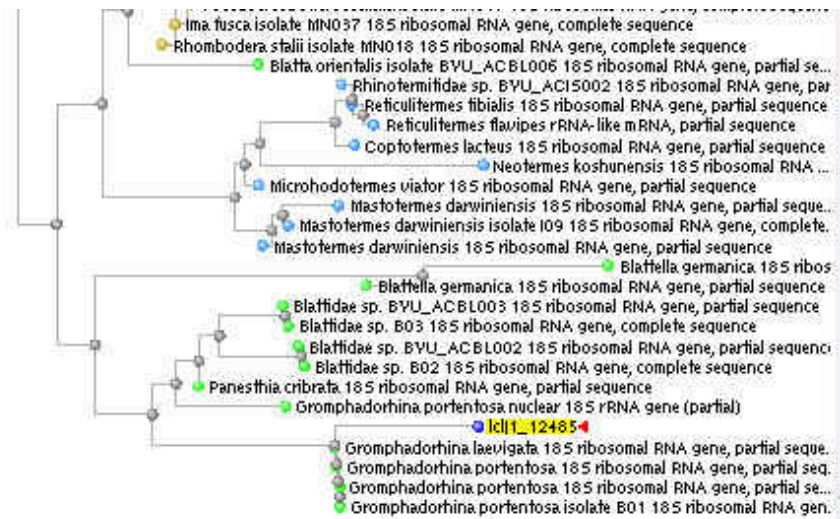 Ima fusca isolate MN037 18S ribosomal RNA gene, complete sequence
Rhombodera stalii isolate MN018 18S ribosomal RNA gene, complete sequence
Blatta orientalis isolate BYU_ACBL006 18S ribosomal RNA gene, partial se...
Rhinotermitidae sp. BYU_ACIS002 18S ribosomal RNA gene, par
Reticulitermes tibialis 18S ribosomal RNA gene, partial sequence
Reticulitermes flavipes rRNA-like mRNA, partial sequence
Coptotermes lacteus 18S ribosomal RNA gene, partial sequence
Neotermes koshunensis 18S ribosomal RNA ...
Microhodotermes viator 18S ribosomal RNA gene, partial sequence
Mastotermes darwiniensis 18S ribosomal RNA gene, partial seque..
Mastotermes darwiniensis isolate I09 18S ribosomal RNA gene, complete.
Mastotermes darwiniensis 18S ribosomal RNA gene, partial sequence
Blattella germanica 18S ribos
Blattella germanica 18S ribosomal RNA gene, partial sequence
Blattidae sp. BYU_ACBL003 18S ribosomal RNA gene, partial sequence
Blattidae sp. B03 18S ribosomal RNA gene, complete sequence
Blattidae sp. BYU_ACBL002 18S ribosomal RNA gene, partial sequenc
Blattidae sp. B02 18S ribosomal RNA gene, complete sequence
Panesthia cribrata 18S ribosomal RNA gene, partial sequence
Gromphadorhina portentosa nuclear 18S rRNA gene (partial)
lcl|1_12485
Gromphadorhina laevigata 18S ribosomal RNA gene, partial seque.
Gromphadorhina portentosa 18S ribosomal RNA gene, partial seq.
Gromphadorhina portentosa 18S ribosomal RNA gene, partial se...
Gromphadorhina portentosa isolate B01 18S ribosomal RNA gen.